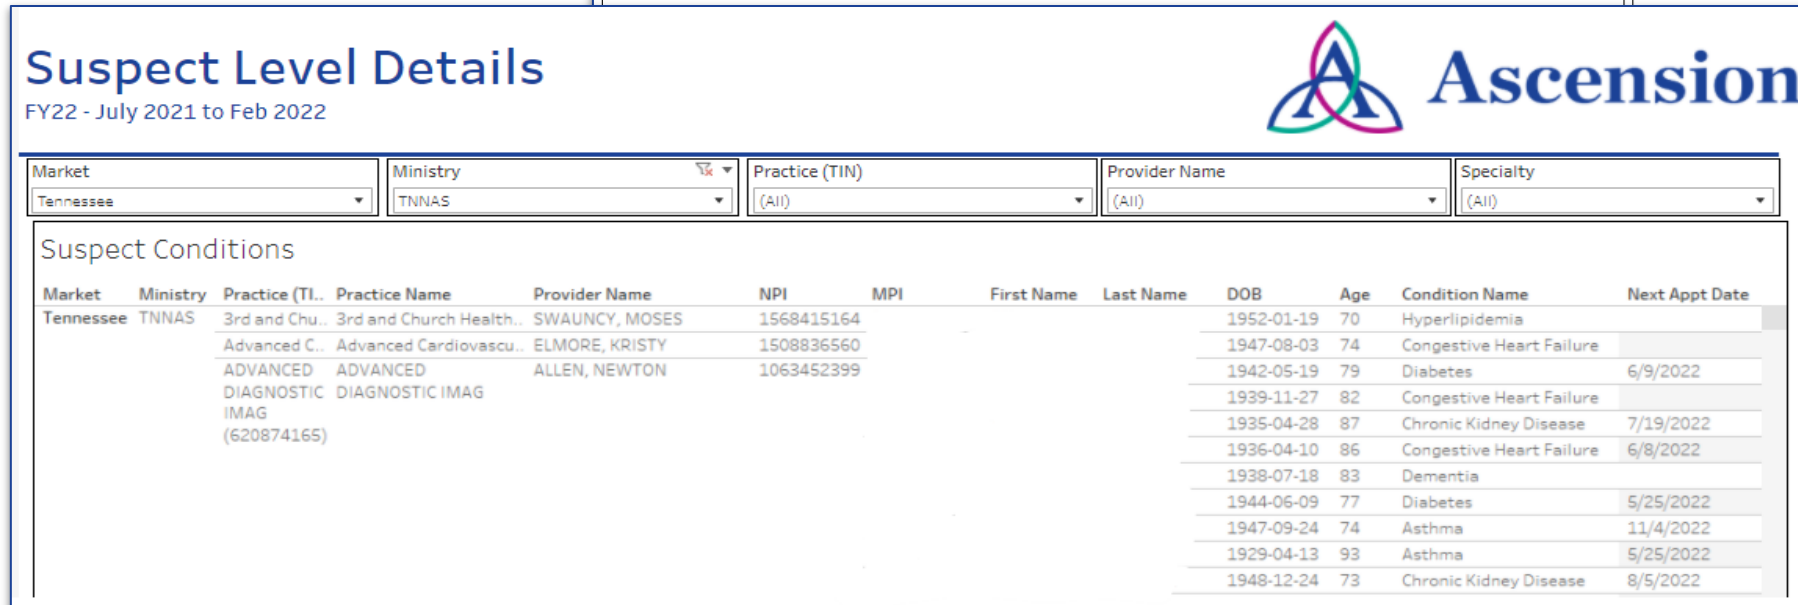 Suspect Level Details
FY22 - July 2021 to Feb 2022
Ascension
Market Ministry Practice (TIN) Provider Name Specialty
Tennessee TNNAS (All) (All) (All)
Suspect Conditions
Market Ministry Practice (TI.. Practice Name Provider Name NPI MPI First Name Last Name DOB Age Condition Name Next Appt Date
Tennessee TNNAS 3rd and Chu.. 3rd and Church Health.. SWAUNCY, MOSES 1568415164 1952-01-19 70 Hyperlipidemia
Advanced C.. Advanced Cardiovascu.. ELMORE, KRISTY 1508836560 1947-08-03 74 Congestive Heart Failure
ADVANCED ADVANCED ALLEN, NEWTON 1063452399 1942-05-19 79 Diabetes 6/9/2022
DIAGNOSTIC DIAGNOSTIC IMAG 1939-11-27 82 Congestive Heart Failure
IMAG
1935-04-28 87 Chronic Kidney Disease 7/19/2022
(620874165)
1936-04-10 86 Congestive Heart Failure 6/8/2022
1938-07-18 83 Dementia
1944-06-09 77 Diabetes 5/25/2022
1947-09-24 74 Asthma 11/4/2022
1929-04-13 93 Asthma 5/25/2022
1948-12-24 73 Chronic Kidney Disease 8/5/2022